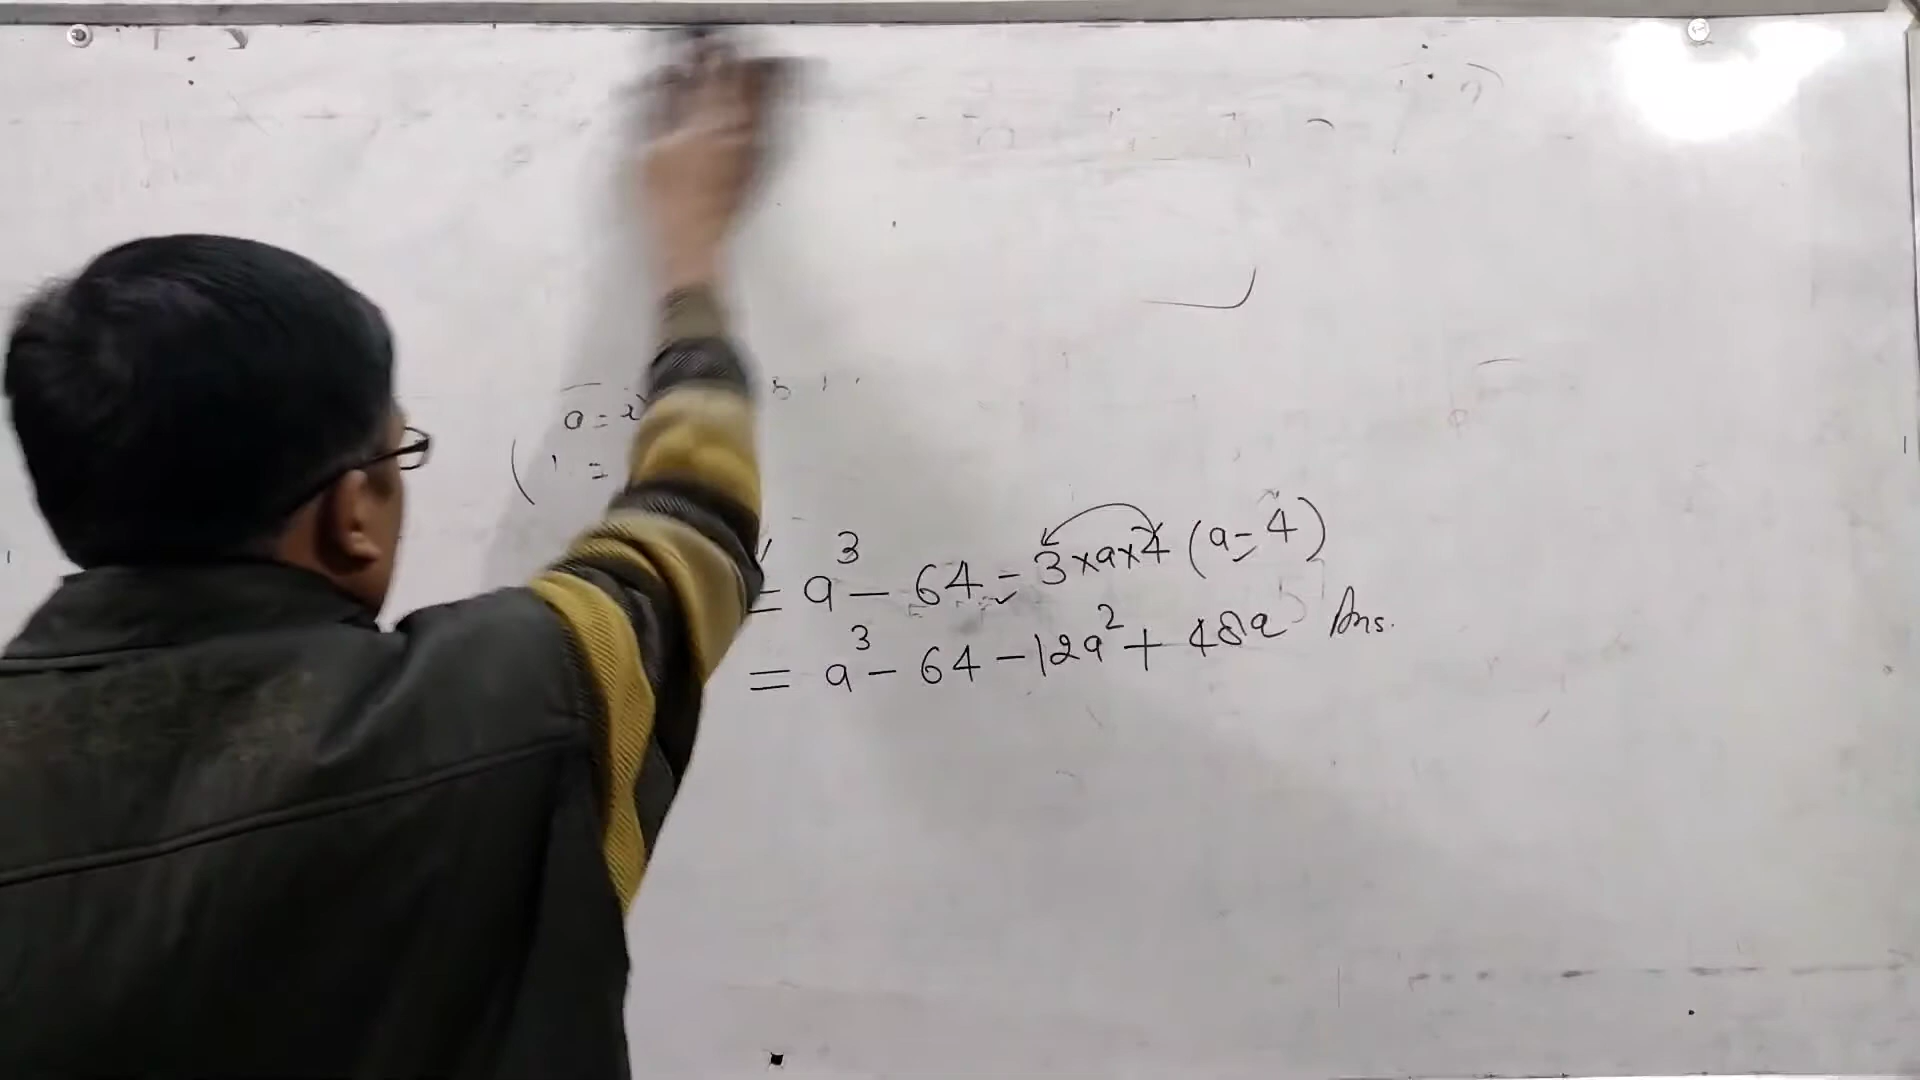 a =
=
= a³ - 64 - 3×a×4 (a - 4)
= a³ - 64 - 12a² + 48a Ans.